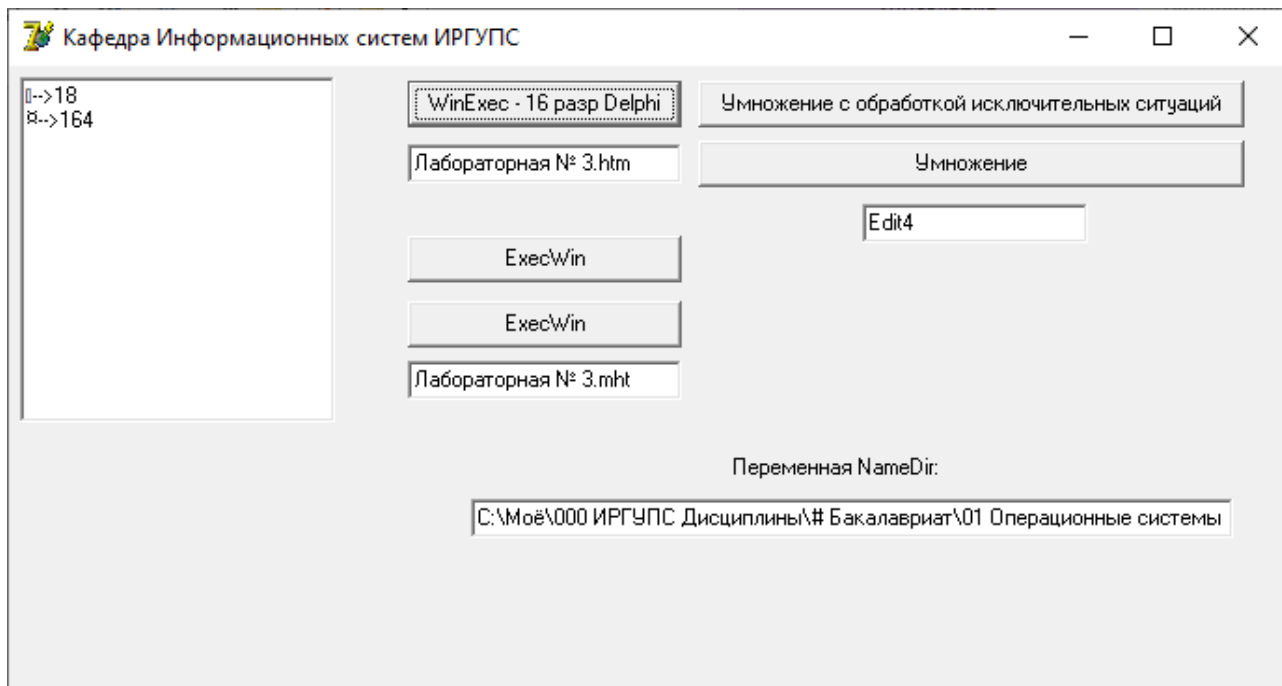 Кафедра Информационных систем ИРГУПС
-->18
¤-->164
WinExec - 16 разр Delphi
Умножение с обработкой исключительных ситуаций
Лабораторная № 3.htm
Умножение
Edit4
ExecWin
ExecWin
Лабораторная № 3.mht
Переменная NameDir:
C:\Моё\000 ИРГУПС Дисциплины\# Бакалавриат\01 Операционные системы